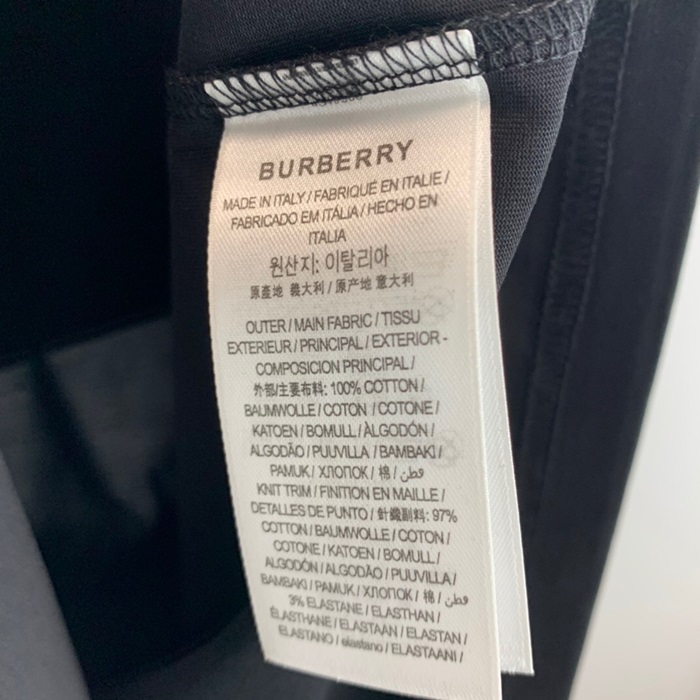 BURBERRY
MADE IN ITALY / FABRIQUÉ EN ITALIE /
FABRICADO EM ITÁLIA / HECHO EN
ITALIA
원산지: 이탈리아
原產地 義大利 / 原产地 意大利
OUTER / MAIN FABRIC / TISSU
EXTERIEUR / PRINCIPAL / EXTERIOR -
COMPOSICION PRINCIPAL /
外部/主要布料: 100% COTTON /
BAUMWOLLE / COTON / COTONE /
KATOEN / BOMULL / ALGODÓN /
ALGODÃO / PUUVILLA / BAMBAKI /
PAMUK / ХЛОПОК / 棉 / قطن /
KNIT TRIM / FINITION EN MAILLE /
DETALLES DE PUNTO / 針織副料: 97%
COTTON / BAUMWOLLE / COTON /
COTONE / KATOEN / BOMULL /
ALGODÓN / ALGODÃO / PUUVILLA /
BAMBAKI / PAMUK / ХЛОПОК / 棉 / قطن /
3% ELASTANE / ELASTHAN /
ÉLASTHANE / ELASTAAN / ELASTAN /
ELASTANO / elastano / ELASTAANI /